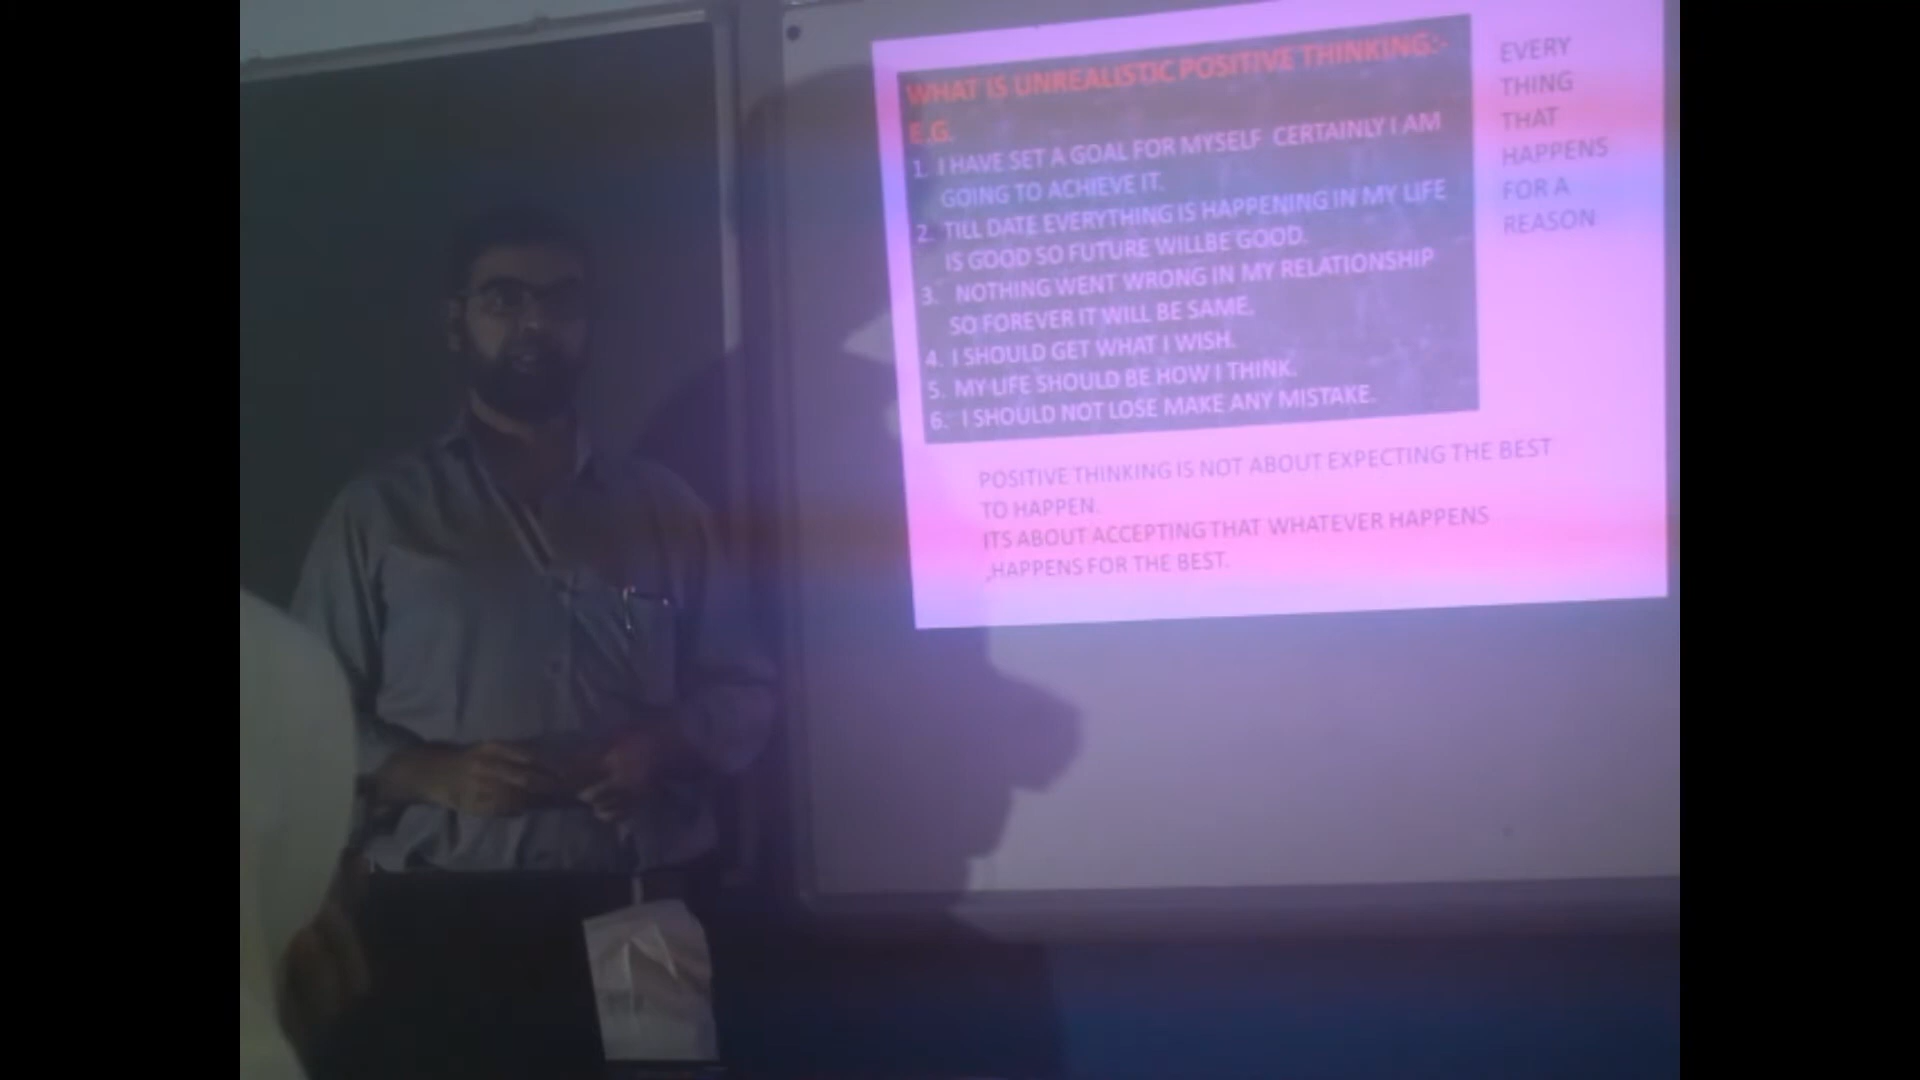 WHAT IS UNREALISTIC POSITIVE THINKING:-
E.G.
1. I HAVE SET A GOAL FOR MYSELF CERTAINLY I AM
GOING TO ACHIEVE IT.
2. TILL DATE EVERYTHING IS HAPPENING IN MY LIFE
IS GOOD SO FUTURE WILLBE GOOD.
3. NOTHING WENT WRONG IN MY RELATIONSHIP
SO FOREVER IT WILL BE SAME.
4. I SHOULD GET WHAT I WISH.
5. MY LIFE SHOULD BE HOW I THINK.
6. I SHOULD NOT LOSE MAKE ANY MISTAKE.
EVERY
THING
THAT
HAPPENS
FOR A
REASON
POSITIVE THINKING IS NOT ABOUT EXPECTING THE BEST
TO HAPPEN.
ITS ABOUT ACCEPTING THAT WHATEVER HAPPENS
,HAPPENS FOR THE BEST.